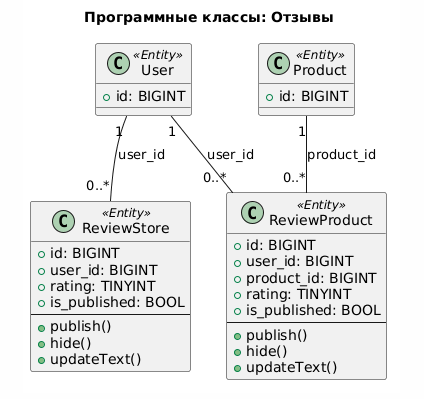 Программные классы: Отзывы
C «Entity» User
id: BIGINT
C «Entity» Product
id: BIGINT
1
1
1
user_id
user_id
product_id
0..*
0..*
0..*
C «Entity» ReviewStore
id: BIGINT
user_id: BIGINT
rating: TINYINT
is_published: BOOL
publish()
hide()
updateText()
C «Entity» ReviewProduct
id: BIGINT
user_id: BIGINT
product_id: BIGINT
rating: TINYINT
is_published: BOOL
publish()
hide()
updateText()